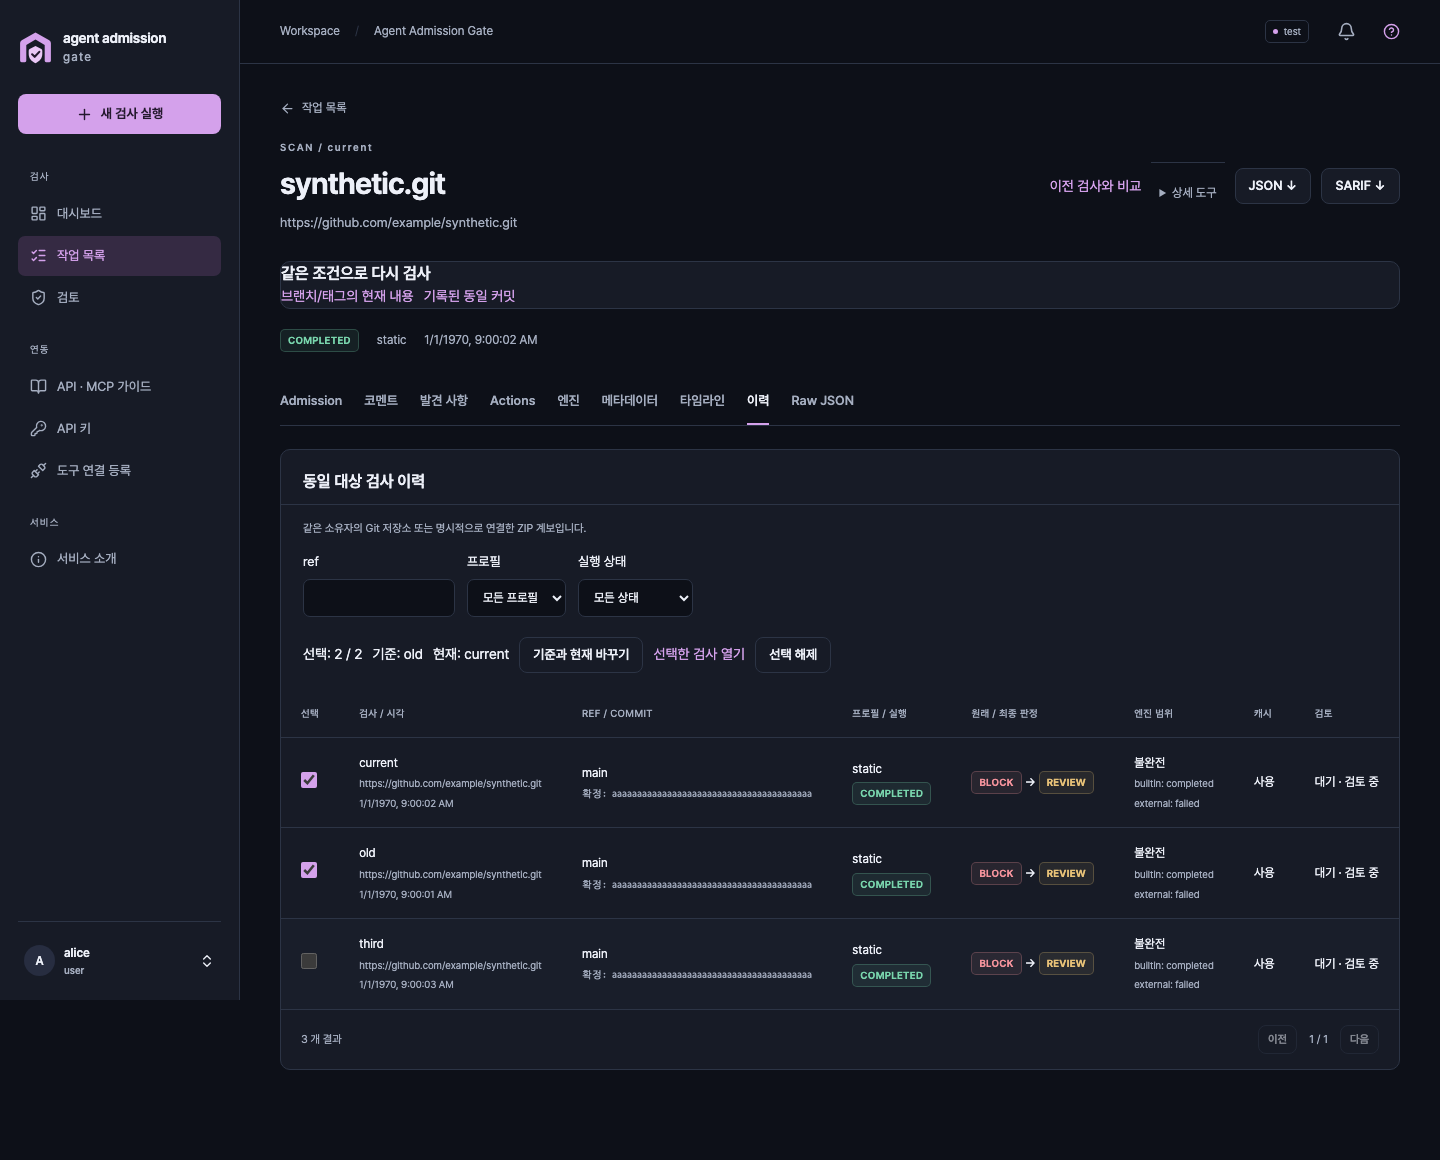 agent admission
gate
새 검사 실행
검사
대시보드
작업 목록
검토
연동
API · MCP 가이드
API 키
도구 연결 등록
서비스
서비스 소개
A
alice
user
Workspace / Agent Admission Gate
test
작업 목록
SCAN / current
synthetic.git
https://github.com/example/synthetic.git
이전 검사와 비교
상세 도구
JSON ↓
SARIF ↓
같은 조건으로 다시 검사
브랜치/태그의 현재 내용 기록된 동일 커밋
COMPLETED static 1/1/1970, 9:00:02 AM
Admission 코멘트 발견 사항 Actions 엔진 메타데이터 타임라인 이력 Raw JSON
동일 대상 검사 이력
같은 소유자의 Git 저장소 또는 명시적으로 연결한 ZIP 계보입니다.
ref 프로필 실행 상태
모든 프로필 모든 상태
선택: 2 / 2 기준: old 현재: current 기준과 현재 바꾸기 선택한 검사 열기 선택 해제
선택 검사 / 시각 REF / COMMIT 프로필 / 실행 원래 / 최종 판정 엔진 범위 캐시 검토
current
https://github.com/example/synthetic.git
1/1/1970, 9:00:02 AM
main
확정: aaaaaaaaaaaaaaaaaaaaaaaaaaaaaaaaaaaaaaaa
static
COMPLETED
BLOCK → REVIEW
불완전
builtin: completed
external: failed
사용
대기 · 검토 중
old
https://github.com/example/synthetic.git
1/1/1970, 9:00:01 AM
main
확정: aaaaaaaaaaaaaaaaaaaaaaaaaaaaaaaaaaaaaaaa
static
COMPLETED
BLOCK → REVIEW
불완전
builtin: completed
external: failed
사용
대기 · 검토 중
third
https://github.com/example/synthetic.git
1/1/1970, 9:00:03 AM
main
확정: aaaaaaaaaaaaaaaaaaaaaaaaaaaaaaaaaaaaaaaa
static
COMPLETED
BLOCK → REVIEW
불완전
builtin: completed
external: failed
사용
대기 · 검토 중
3 개 결과
이전 1 / 1 다음